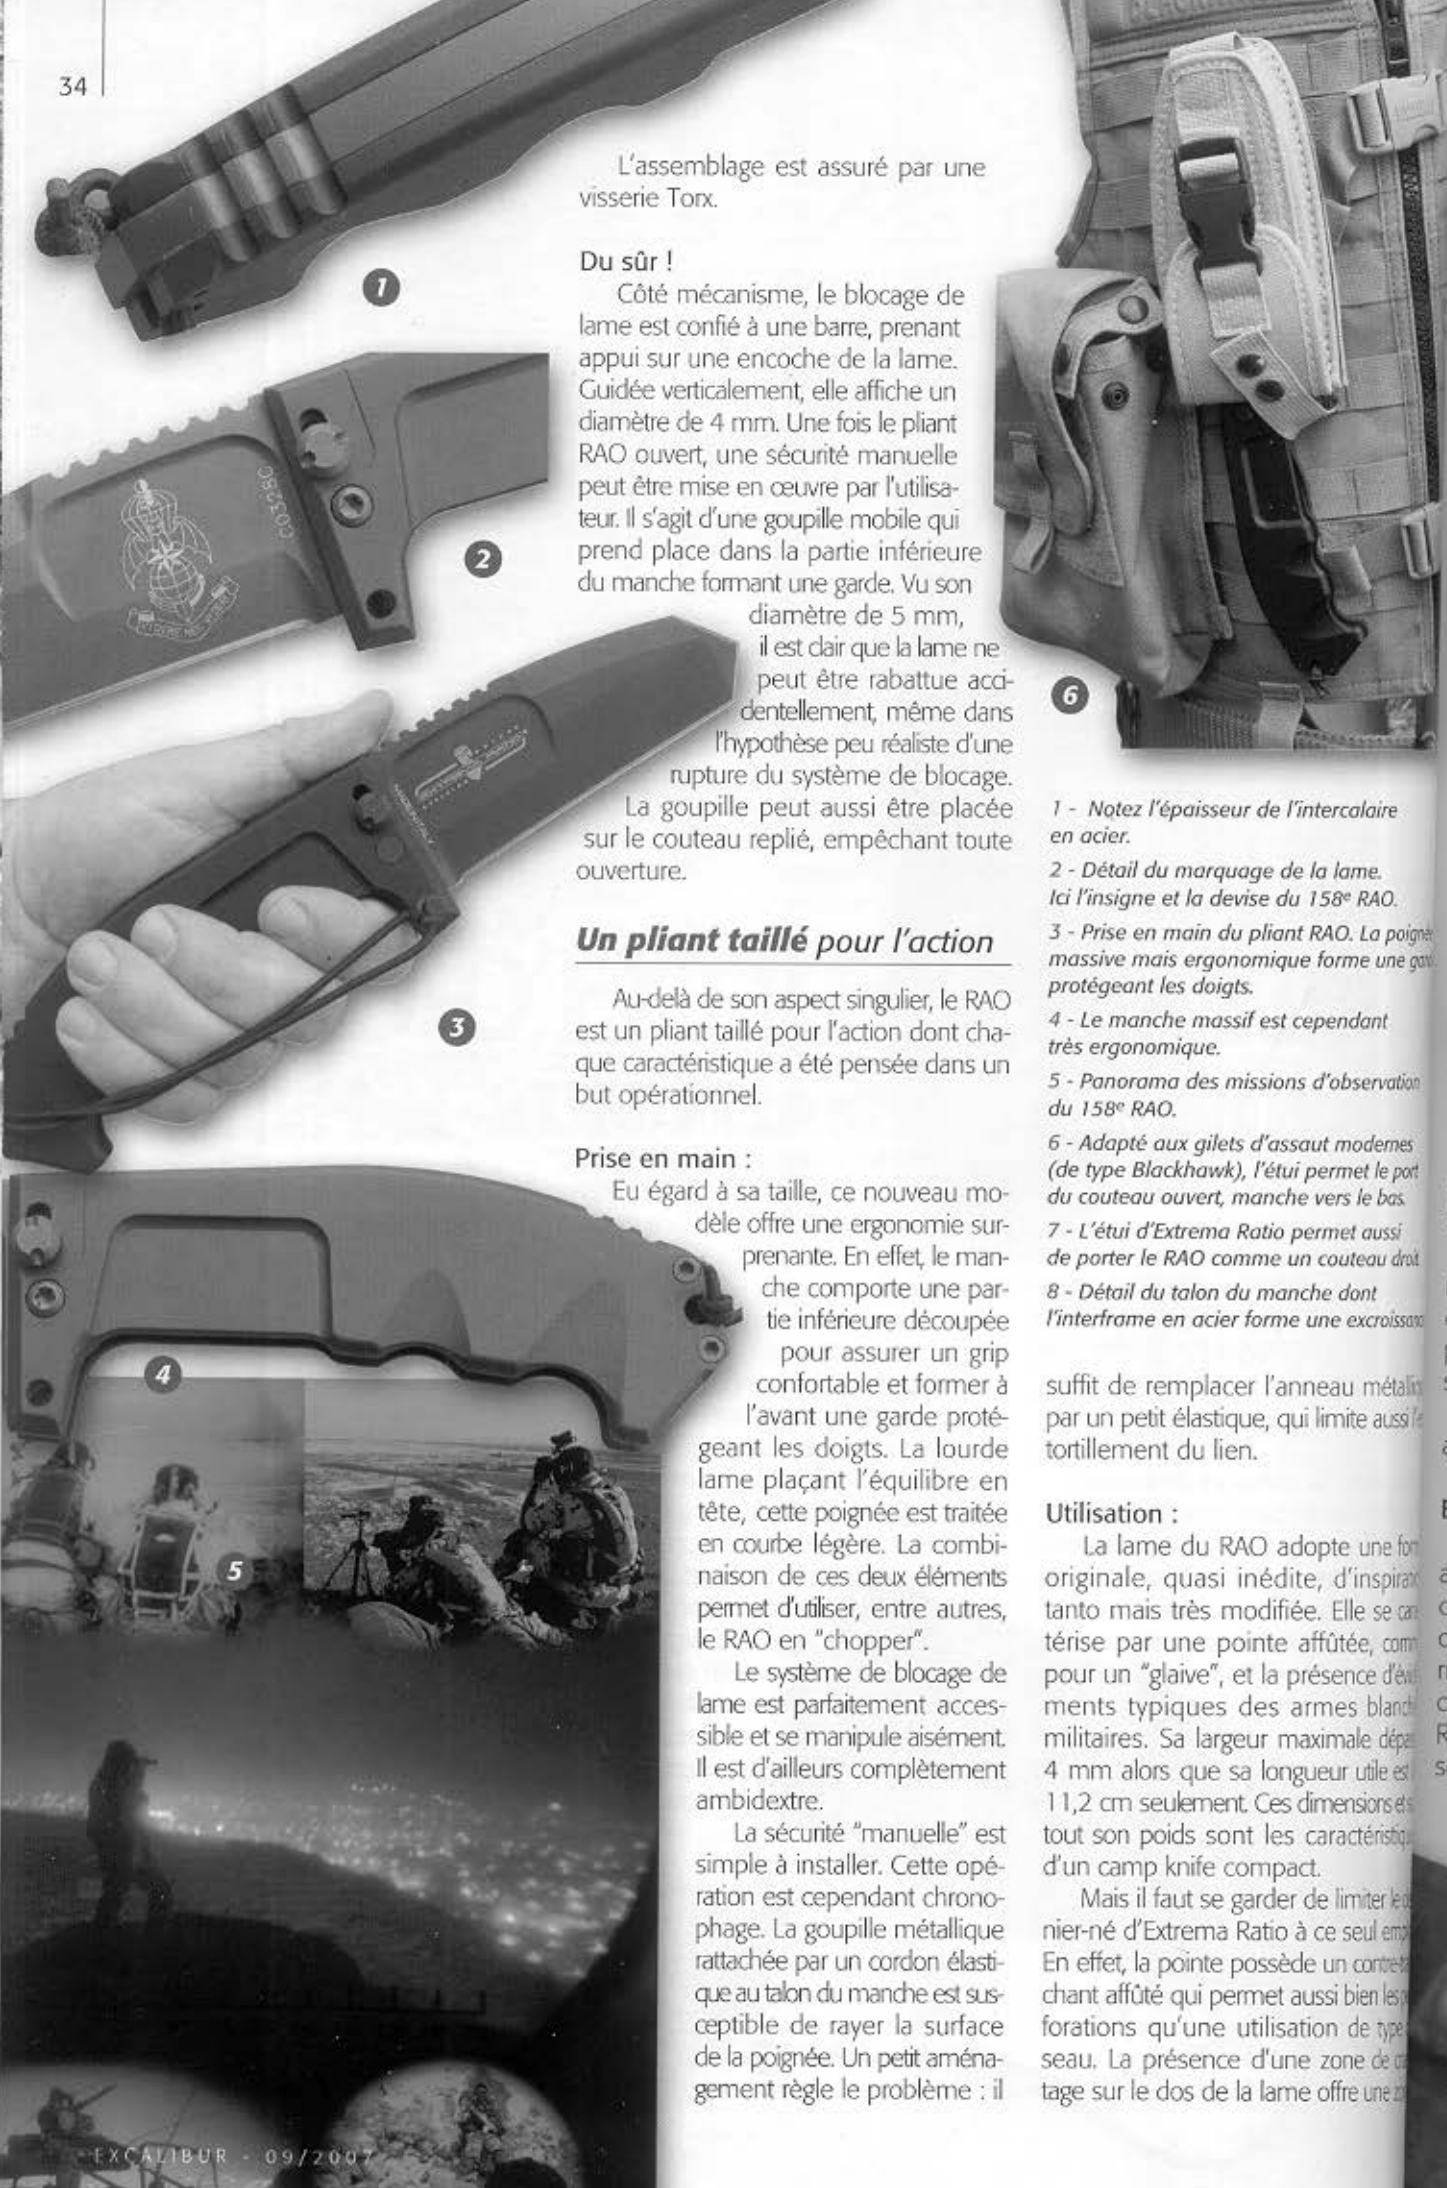 34
L'assemblage est assuré par une
visserie Torx.
Du sûr !
Côté mécanisme, le blocage de
lame est confié à une barre, prenant
appui sur une encoche de la lame.
Guidée verticalement, elle affiche un
diamètre de 4 mm. Une fois le pliant
RAO ouvert, une sécurité manuelle
peut être mise en œuvre par l'utilisa-
teur. Il s'agit d'une goupille mobile qui
prend place dans la partie inférieure
du manche formant une garde. Vu son
diamètre de 5 mm,
il est clair que la lame ne
peut être rabattue acci-
dentellement, même dans
l'hypothèse peu réaliste d'une
rupture du système de blocage.
La goupille peut aussi être placée
sur le couteau replié, empêchant toute
ouverture.
Un pliant taillé pour l'action
Au-delà de son aspect singulier, le RAO
est un pliant taillé pour l'action dont cha-
que caractéristique a été pensée dans un
but opérationnel.
Prise en main :
Eu égard à sa taille, ce nouveau mo-
dèle offre une ergonomie sur-
prenante. En effet, le man-
che comporte une par-
tie inférieure découpée
pour assurer un grip
confortable et former à
l'avant une garde proté-
geant les doigts. La lourde
lame plaçant l'équilibre en
tête, cette poignée est traitée
en courbe légère. La combi-
naison de ces deux éléments
permet d'utiliser, entre autres,
le RAO en "chopper".
Le système de blocage de
lame est parfaitement acces-
sible et se manipule aisément.
Il est d'ailleurs complètement
ambidextre.
La sécurité "manuelle" est
simple à installer. Cette opé-
ration est cependant chrono-
phage. La goupille métallique
rattachée par un cordon élasti-
que au talon du manche est sus-
ceptible de rayer la surface
de la poignée. Un petit aména-
gement règle le problème : il
1
2
3
4
5
6
1 - Notez l'épaisseur de l'intercalaire
en acier.
2 - Détail du marquage de la lame.
Ici l'insigne et la devise du 158e RAO.
3 - Prise en main du pliant RAO. La
massive mais ergonomique forme une
protégeant les doigts.
4 - Le manche massif est cependant
très ergonomique.
5 - Panorama des missions d'observation
du 158e RAO.
6 - Adapté aux gilets d'assaut modernes
(de type Blackhawk), l'étui permet le port
du couteau ouvert, manche vers le bas.
7 - L'étui d'Extrema Ratio permet aussi
de porter le RAO comme un couteau droit
8 - Détail du talon du manche dont
l'interframe en acier forme une
suffit de remplacer l'anneau
par un petit élastique, qui limite aussi
tortillement du lien.
Utilisation :
La lame du RAO adopte une
originale, quasi inédite,
tanto mais très modifiée. Elle se
térise par une pointe affûtée,
pour un "glaive", et la présence
ments typiques des armes
militaires. Sa largeur maximale
4 mm alors que sa longueur utile est
11,2 cm seulement. Ces dimensions
tout son poids sont les
d'un camp knife compact.
Mais il faut se garder de limiter
nier-né d'Extrema Ratio à ce seul
En effet, la pointe possède un
chant affûté qui permet aussi bien
forations qu'une utilisation de type
seau. La présence d'une zone de
tage sur le dos de la lame offre une
EXCALIBUR - 09/2007